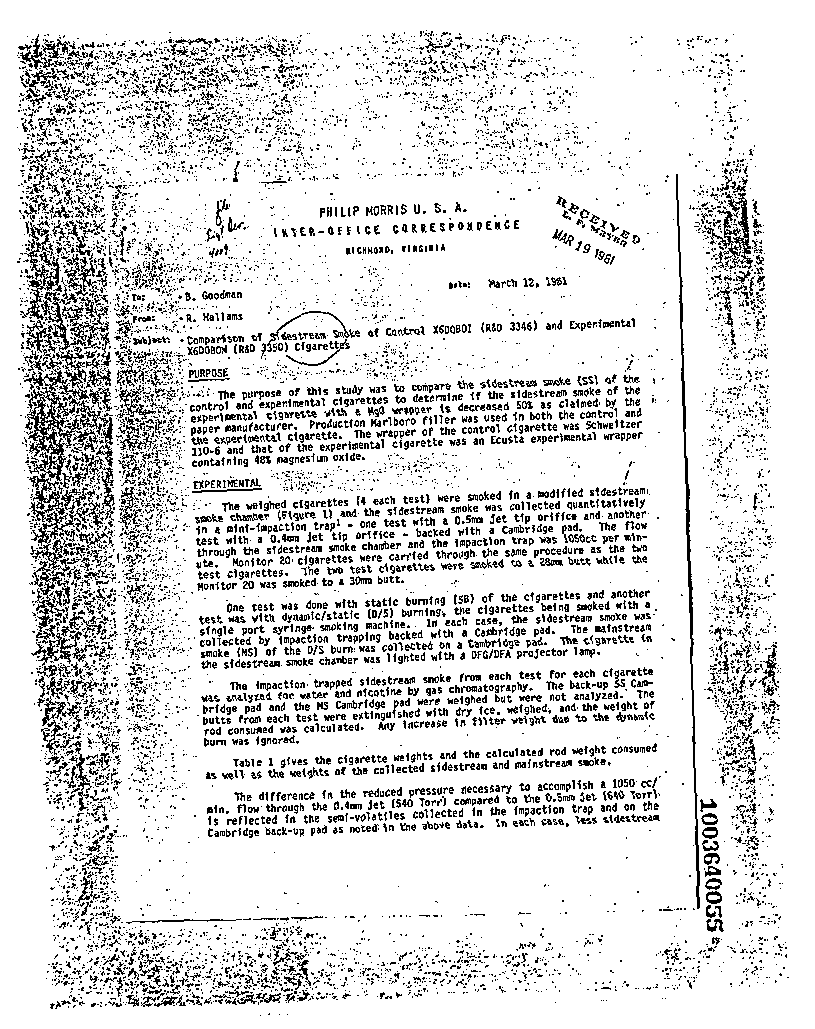 file
PHILIP MORRIS U. S. A.
INTER-OFFICE CORRESPONDENCE
RICHMOND, VIRGINIA
RECEIVED
MAR 19 1981
Date: March 12, 1981
To: B. Goodman
From: R. Hallams
Subject: Comparison of Sidestream Smoke of Control X6DQBOI (R&D 3346) and Experimental
X6DOBON (R&D 3350) Cigarettes
PURPOSE
The purpose of this study was to compare the sidestream smoke (SS) of the
control and experimental cigarettes to determine if the sidestream smoke of the
experimental cigarette with a MgO wrapper is decreased 50% as claimed by the
paper manufacturer. Production Marlboro filler was used in both the control and
the experimental cigarette. The wrapper of the control cigarette was Schweitzer
110-6 and that of the experimental cigarette was an Ecusta experimental wrapper
containing 48% magnesium oxide.
EXPERIMENTAL
The weighed cigarettes (4 each test) were smoked in a modified sidestream
smoke chamber (Figure 1) and the sidestream smoke was collected quantitatively
in a mini-impaction trap1 - one test with a 0.5mm jet tip orifice and another
test with a 0.4mm jet tip orifice - backed with a Cambridge pad. The flow
through the sidestream smoke chamber and the impaction trap was 1050cc per min-
ute. Monitor 20 cigarettes were carried through the same procedure as the two
test cigarettes. The two test cigarettes were smoked to a 28mm butt while the
Monitor 20 was smoked to a 30mm butt.
One test was done with static burning (SB) of the cigarettes and another
test was with dynamic/static (D/S) burning, the cigarettes being smoked with a
single port syringe smoking machine. In each case, the sidestream smoke was
collected by impaction trapping backed with a Cambridge pad. The mainstream
smoke (MS) of the D/S burn was collected on a Cambridge pad. The cigarette in
the sidestream smoke chamber was lighted with a DFG/DFA projector lamp.
The impaction trapped sidestream smoke from each test for each cigarette
was analyzed for water and nicotine by gas chromatography. The back-up SS Cam-
bridge pad and the MS Cambridge pad were weighed but were not analyzed. The
butts from each test were extinguished with dry ice, weighed, and the weight of
rod consumed was calculated. Any increase in filter weight due to the dynamic
burn was ignored.
Table 1 gives the cigarette weights and the calculated rod weight consumed
as well as the weights of the collected sidestream and mainstream smoke.
The difference in the reduced pressure necessary to accomplish a 1050 cc/
min. flow through the 0.4mm jet (540 Torr) compared to the 0.5mm jet (640 Torr)
is reflected in the semi-volatiles collected in the impaction trap and on the
Cambridge back-up pad as noted in the above data. In each case, less sidestream
1003640055